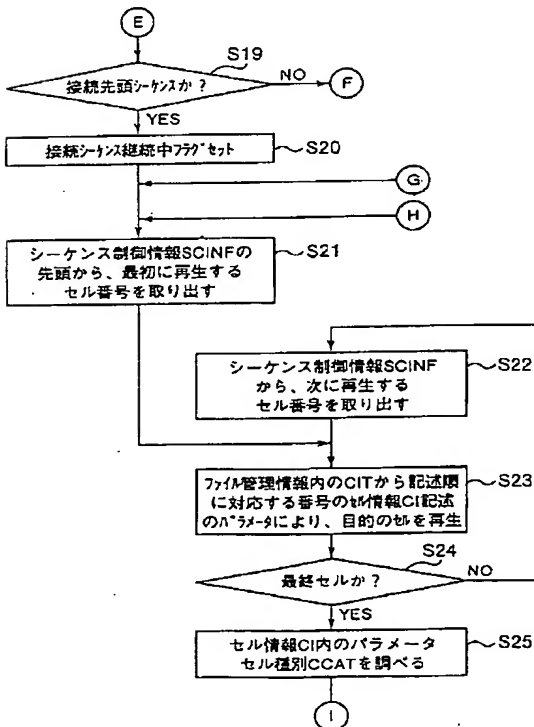 E
S19
接続先頭ｼｰｹﾝｽか？
NO
F
YES
接続ｼｰｹﾝｽ継続中ﾌﾗｸﾞｾｯﾄ
S20
G
H
シーケンス制御情報SCINFの
先頭から、最初に再生する
セル番号を取り出す
S21
シーケンス制御情報SCINF
から、次に再生する
セル番号を取り出す
S22
ﾌｧｲﾙ管理情報内のCITから記述順
に対応する番号のｾﾙ情報CI記述
のﾊﾟﾗﾒｰﾀにより、目的のｾﾙを再生
S23
S24
最終セルか？
NO
YES
セル情報CI内のパラメータ
セル種別CCATを調べる
S25
I